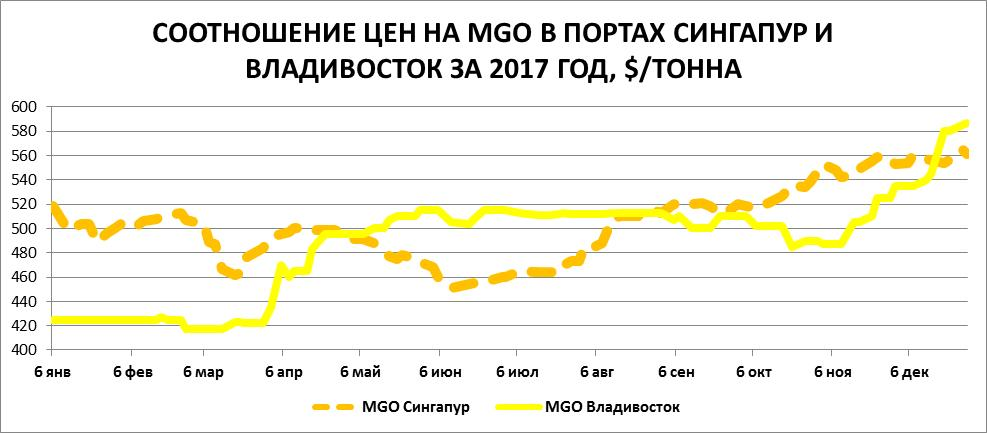 СООТНОШЕНИЕ ЦЕН НА MGO В ПОРТАХ СИНГАПУР И
ВЛАДИВОСТОК ЗА 2017 ГОД, $/ТОННА
600
580
560
540
520
500
480
460
440
420
400
6 янв 6 фев 6 мар 6 апр 6 май 6 июн 6 июл 6 авг 6 сен 6 окт 6 ноя 6 дек
MGO Сингапур MGO Владивосток